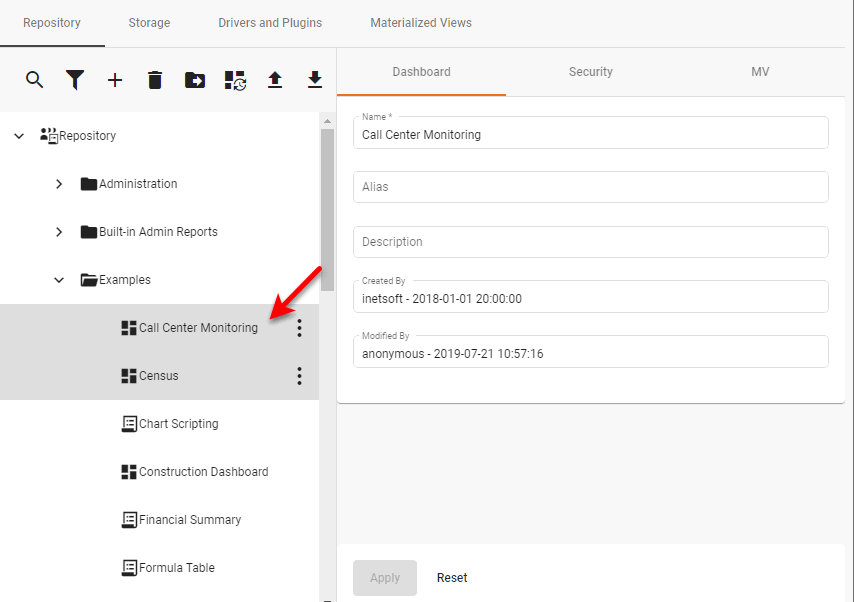 Repository Storage Drivers and Plugins Materialized Views
Dashboard Security MV
Repository
Administration
Built-in Admin Reports
Examples
Call Center Monitoring
Census
Chart Scripting
Construction Dashboard
Financial Summary
Formula Table
Name *
Call Center Monitoring
Alias
Description
Created By
inetsoft - 2018-01-01 20:00:00
Modified By
anonymous - 2019-07-21 10:57:16
Apply Reset